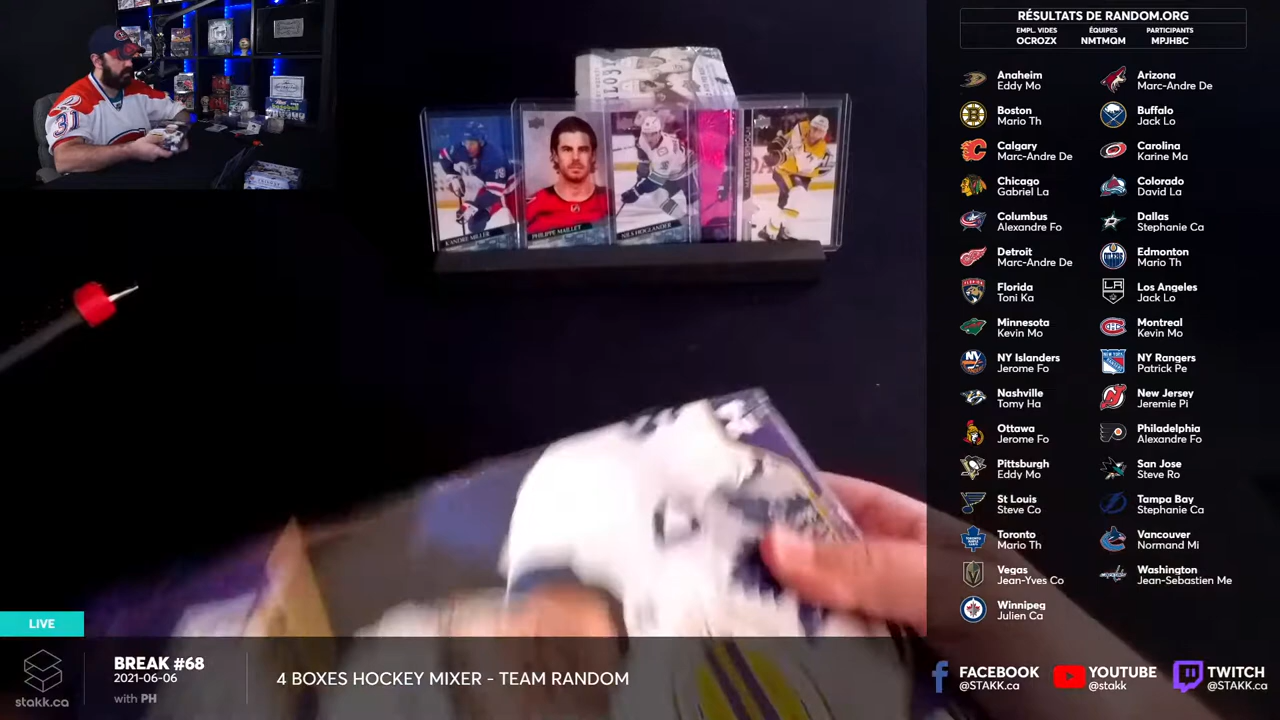 31
79
KANDRE MILLER
PHILIPPE MAILLET
NILS HOGLANDER
RÉSULTATS DE RANDOM.ORG
EMPL. VIDES ÉQUIPES PARTICIPANTS
OCROZX NMTMQM MPJHBC
Anaheim
Eddy Mo
Arizona
Marc-Andre De
Boston
Mario Th
Buffalo
Jack Lo
Calgary
Marc-Andre De
Carolina
Karine Ma
Chicago
Gabriel La
Colorado
David La
Columbus
Alexandre Fo
Dallas
Stephanie Ca
Detroit
Marc-Andre De
Edmonton
Mario Th
Florida
Toni Ka
Los Angeles
Jack Lo
Minnesota
Kevin Mo
Montreal
Kevin Mo
NY Islanders
Jerome Fo
NY Rangers
Patrick Pe
Nashville
Tomy Ha
New Jersey
Jeremie Pi
Ottawa
Jerome Fo
Philadelphia
Alexandre Fo
Pittsburgh
Eddy Mo
San Jose
Steve Ro
St Louis
Steve Co
Tampa Bay
Stephanie Ca
Toronto
Mario Th
Vancouver
Normand Mi
Vegas
Jean-Yves Co
Washington
Jean-Sebastien Me
Winnipeg
Julien Ca
LIVE
stakk.ca
BREAK #68
2021-06-06
with PH
4 BOXES HOCKEY MIXER - TEAM RANDOM
FACEBOOK
@STAKK.ca
YOUTUBE
@stakk
TWITCH
@STAKK.ca